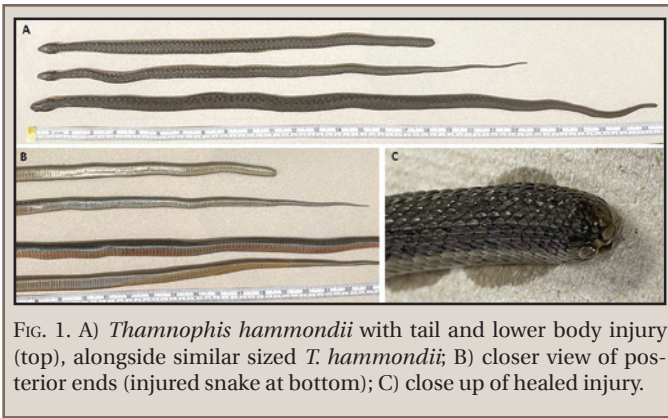 A
B
C
FIG. 1. A) Thamnophis hammondii with tail and lower body injury
(top), alongside similar sized T. hammondii; B) closer view of pos-
terior ends (injured snake at bottom); C) close up of healed injury.